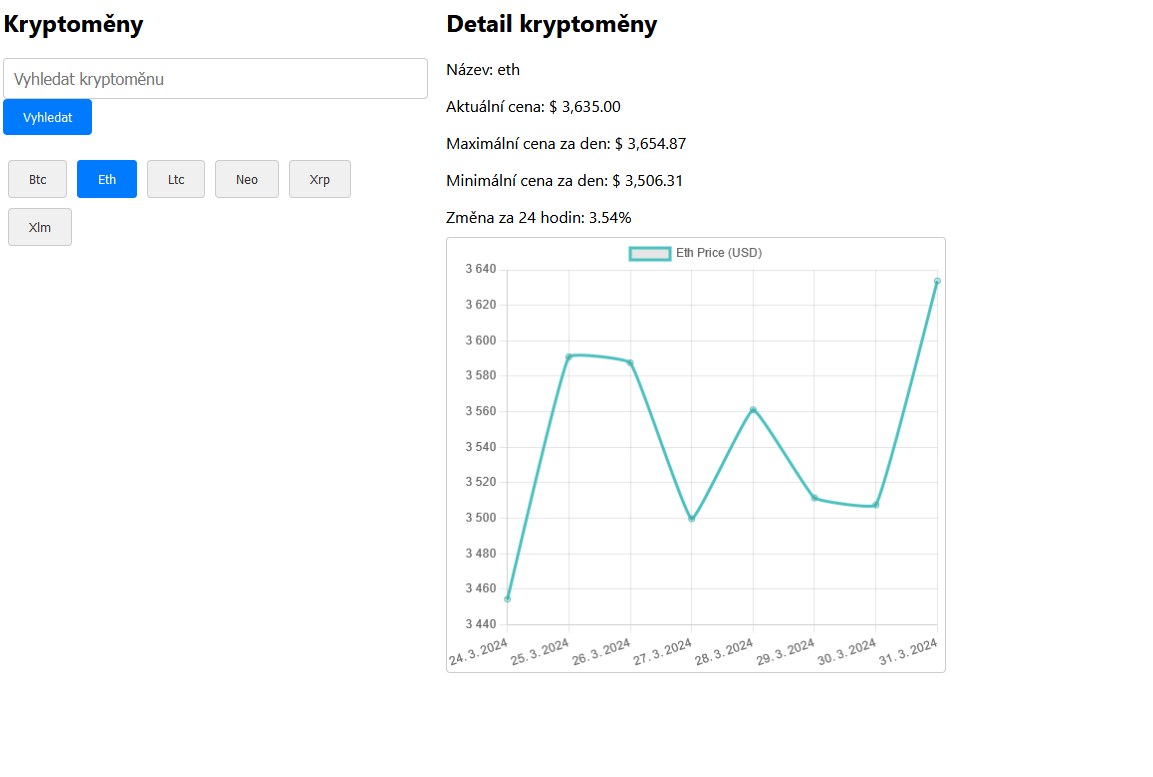 Kryptoměny
Vyhledat kryptoměnu
Vyhledat
Btc Eth Ltc Neo Xrp
Xlm
Detail kryptoměny
Název: eth
Aktuální cena: $ 3,635.00
Maximální cena za den: $ 3,654.87
Minimální cena za den: $ 3,506.31
Změna za 24 hodin: 3.54%
Eth Price (USD)
3 640
3 620
3 600
3 580
3 560
3 540
3 520
3 500
3 480
3 460
3 440
24. 3. 2024 25. 3. 2024 26. 3. 2024 27. 3. 2024 28. 3. 2024 29. 3. 2024 30. 3. 2024 31. 3. 2024